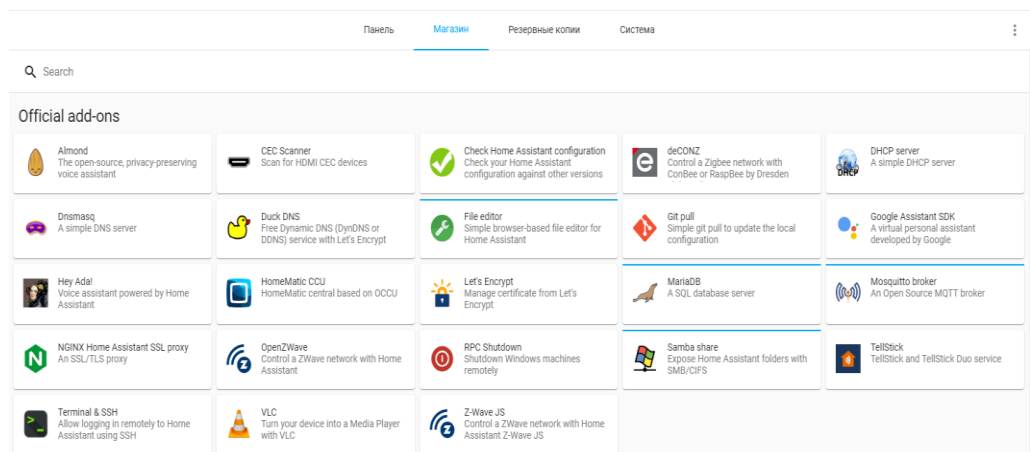 Панель
Магазин
Резервные копии
Система
Search
Official add-ons
Almond
The open-source, privacy-preserving
voice assistant
CEC Scanner
Scan for HDMI CEC devices
Check Home Assistant configuration
Check your Home Assistant
configuration against other versions
deCONZ
Control a Zigbee network with
ConBee or RaspBee by Dresden
DHCP server
A simple DHCP server
DHCP
Dnsmasq
A simple DNS server
Duck DNS
Free Dynamic DNS (DynDNS or
DDNS) service with Let's Encrypt
File editor
Simple browser-based file editor for
Home Assistant
Git pull
Simple git pull to update the local
configuration
Google Assistant SDK
A virtual personal assistant
developed by Google
Hey Ada!
Voice assistant powered by Home
Assistant
HomeMatic CCU
HomeMatic central based on OCCU
Let's Encrypt
Manage certificate from Let's
Encrypt
MariaDB
A SQL database server
Mosquitto broker
An Open Source MQTT broker
NGINX Home Assistant SSL proxy
An SSL/TLS proxy
OpenZWave
Control a ZWave network with Home
Assistant
RPC Shutdown
Shutdown Windows machines
remotely
Samba share
Expose Home Assistant folders with
SMB/CIFS
TellStick
TellStick and TellStick Duo service
Terminal & SSH
Allow logging in remotely to Home
Assistant using SSH
VLC
Turn your device into a Media Player
with VLC
Z-Wave JS
Control a ZWave network with Home
Assistant Z-Wave JS